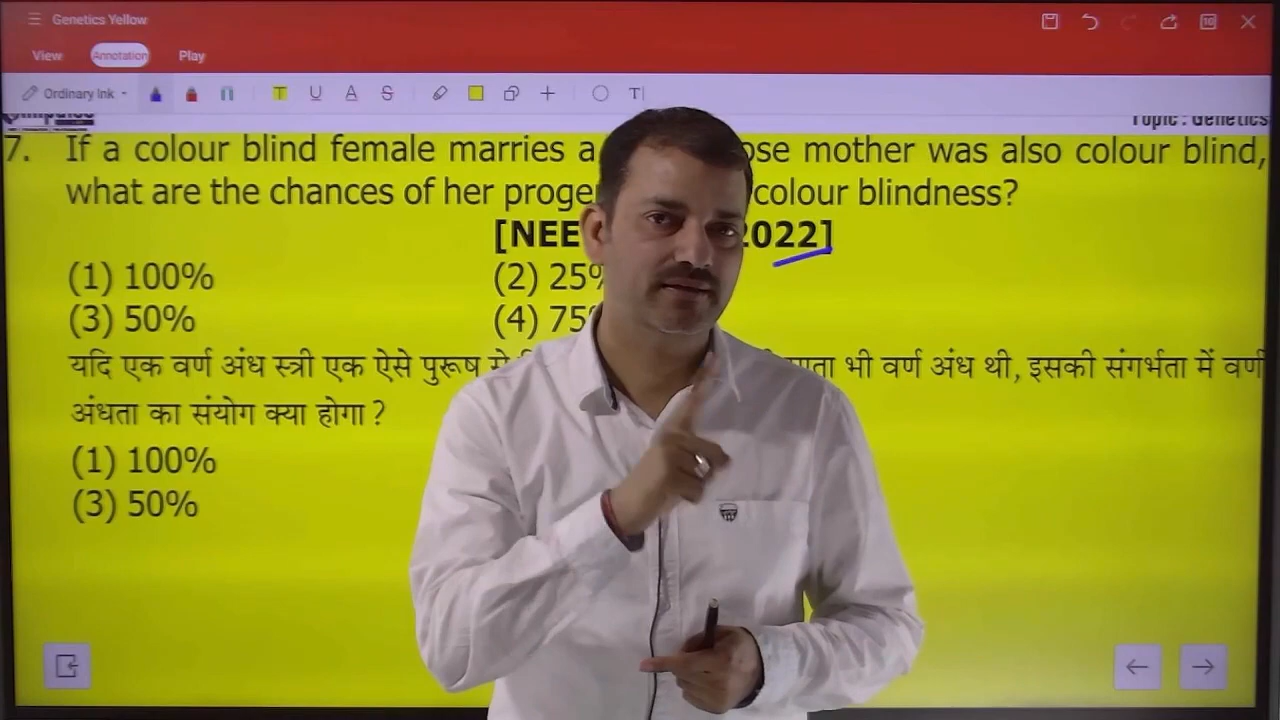 Genetics Yellow
View Annotation Play
Ordinary Ink T U A S T
Topic : Genetics
7. If a colour blind female marries a ose mother was also colour blind,
what are the chances of her proge colour blindness?
[NEE 2022]
(1) 100% (2) 25%
(3) 50% (4) 75
यदि एक वर्ण अंध स्त्री एक ऐसे पुरूष भी वर्ण अंध थी, इसकी संगर्भता में वर्ण
अंधता का संयोग क्या होगा ?
(1) 100%
(3) 50%